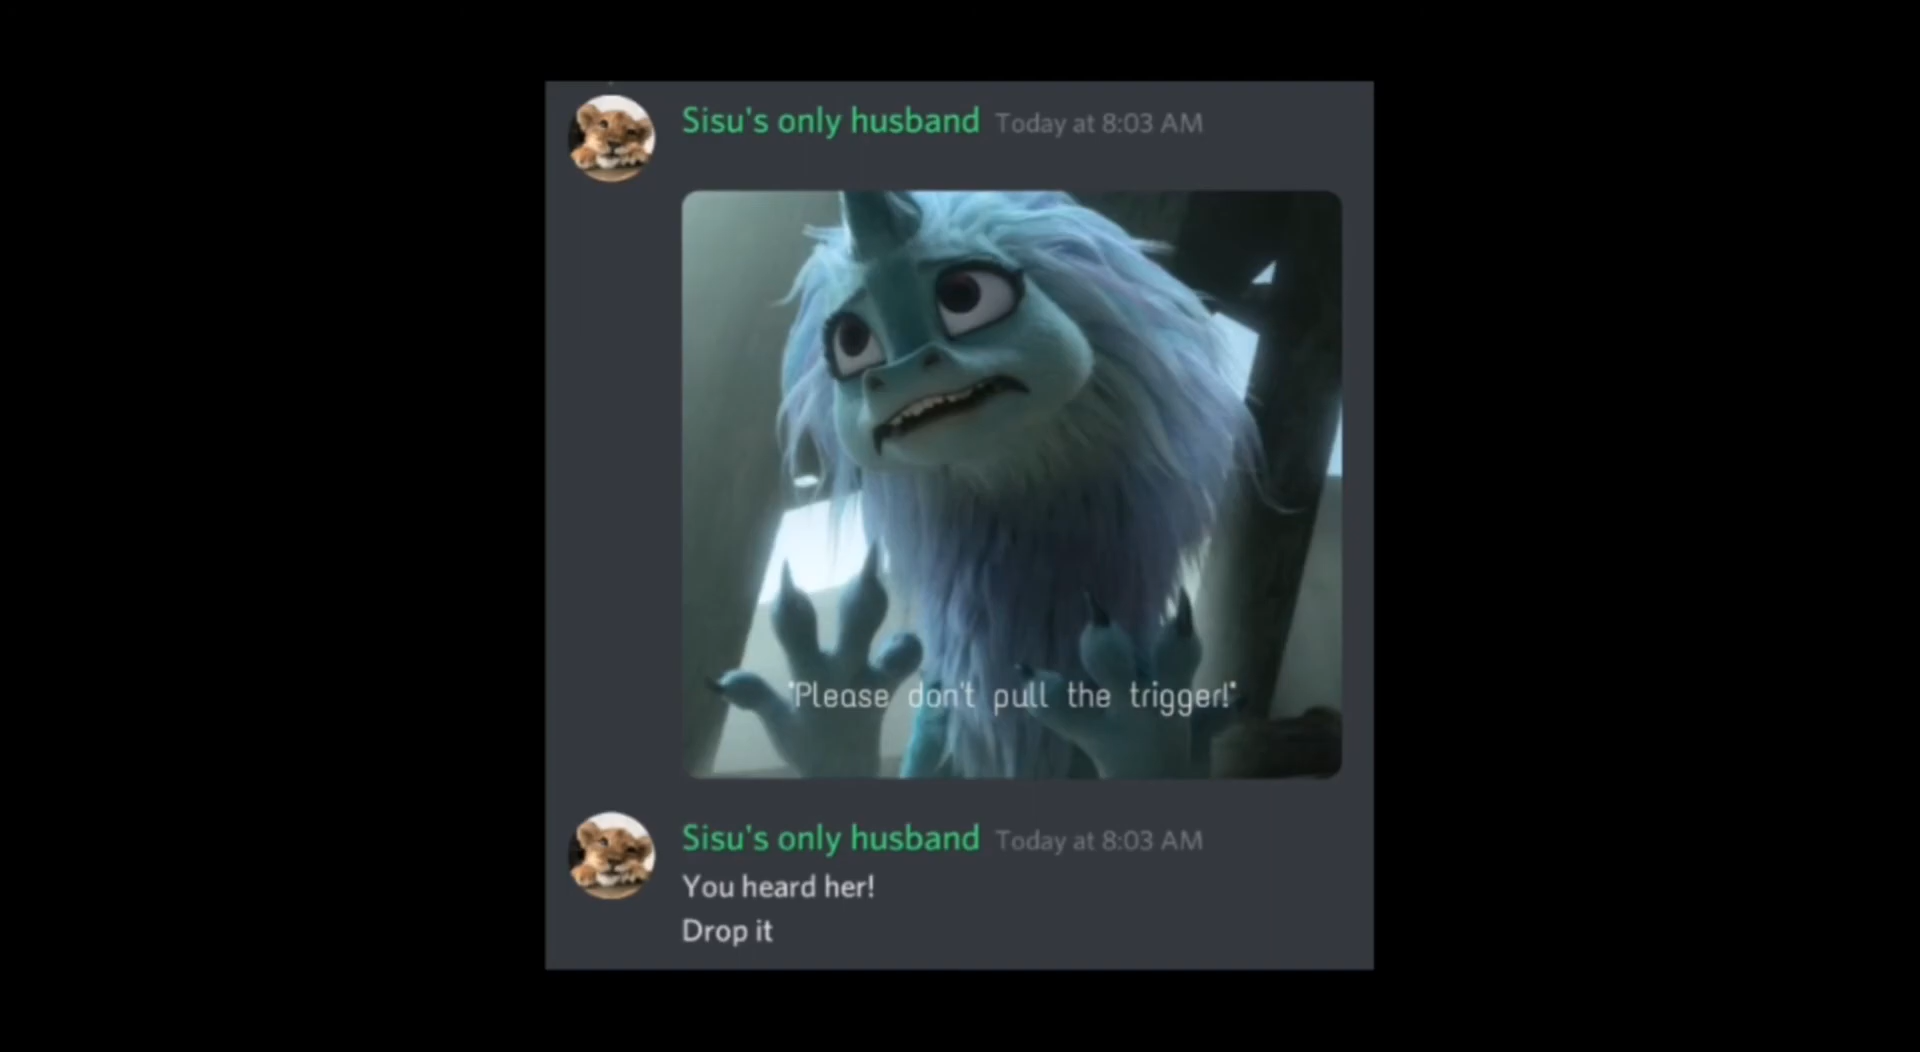 Sisu's only husband Today at 8:03 AM
"Please don't pull the trigger!"
Sisu's only husband Today at 8:03 AM
You heard her!
Drop it